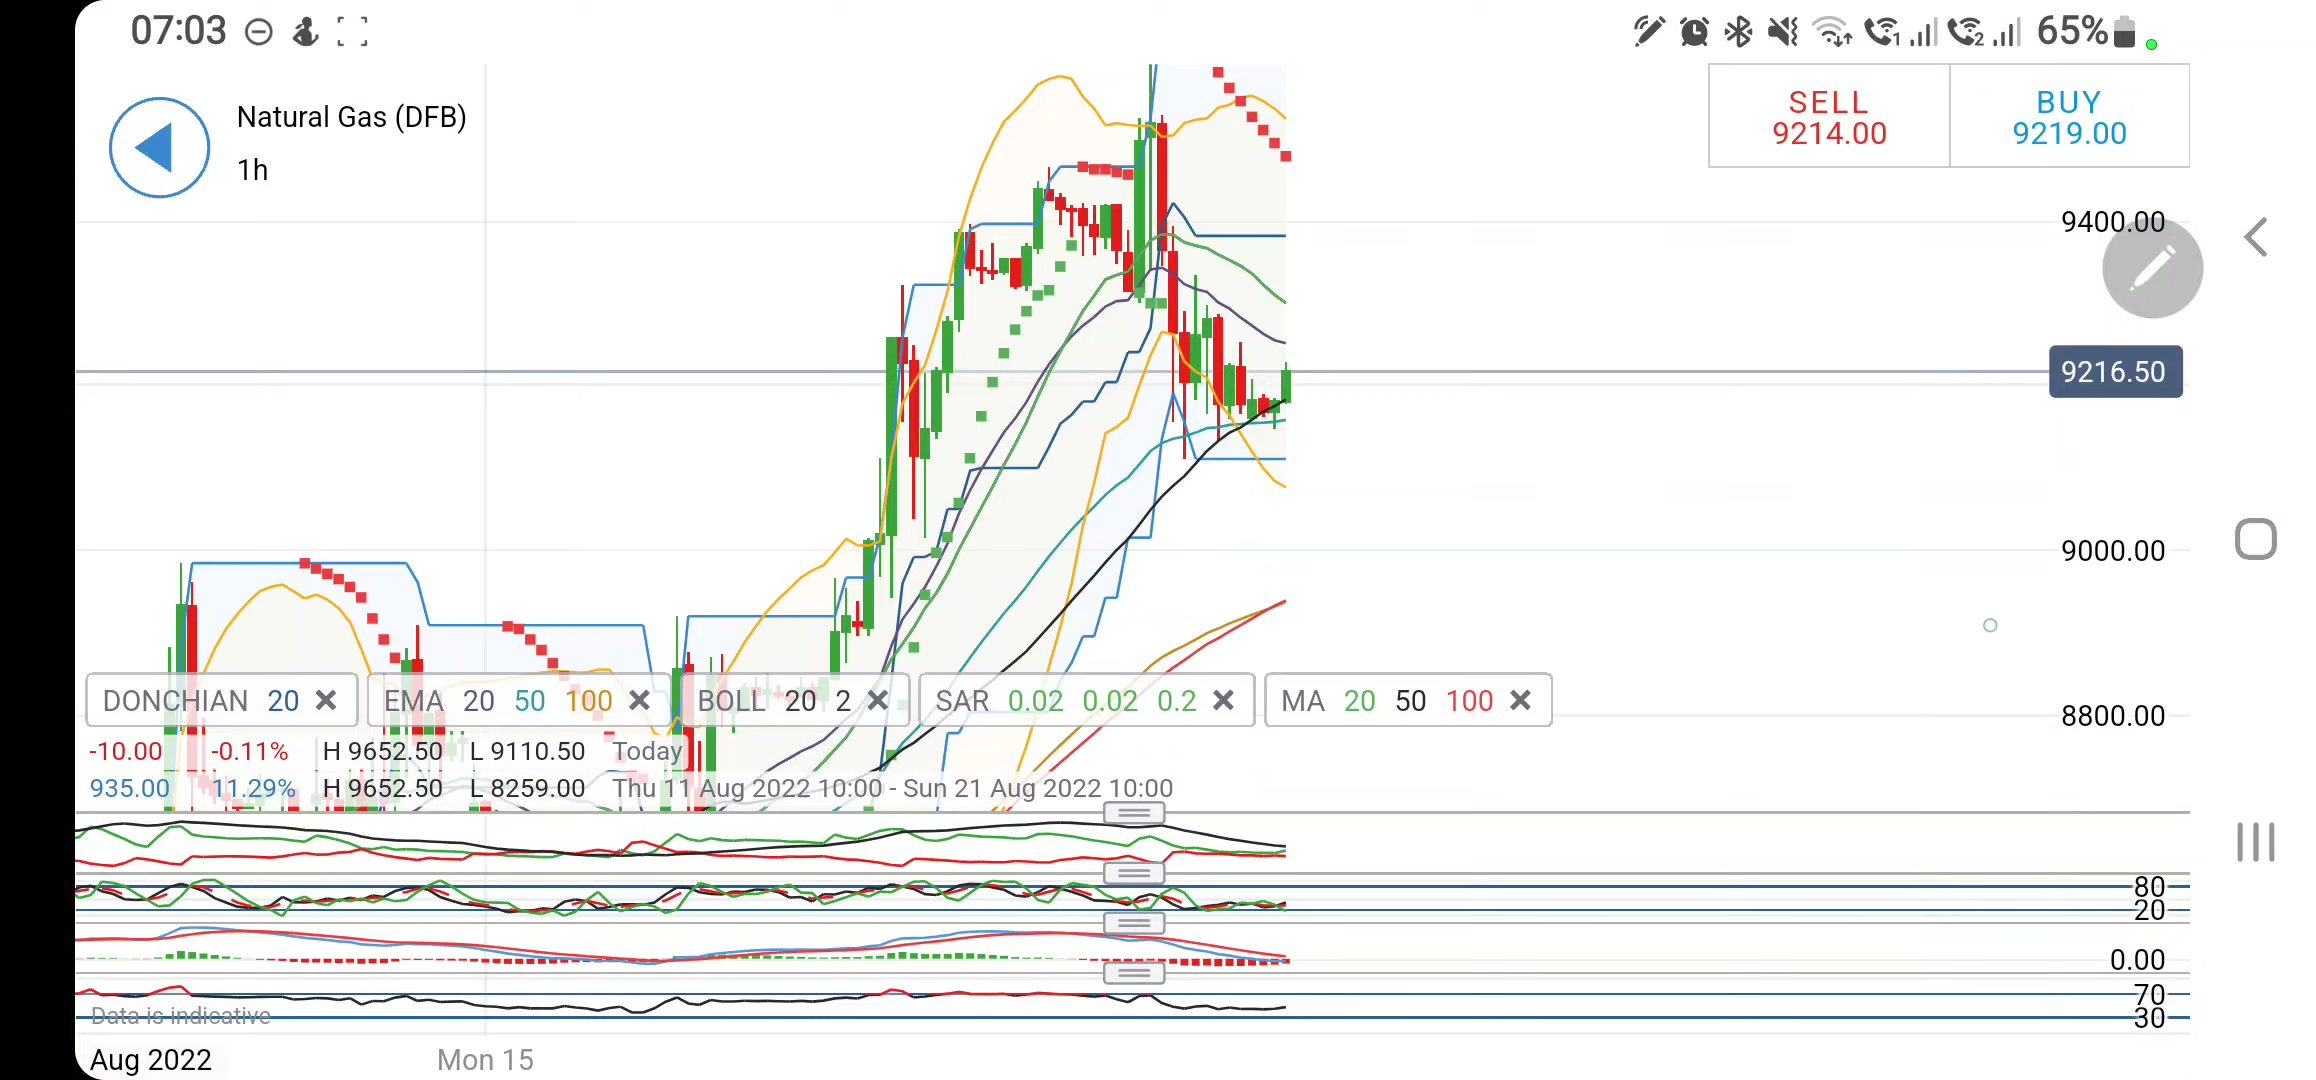 07:03
65%
Natural Gas (DFB)
1h
SELL
9214.00
BUY
9219.00
9400.00
9216.50
9000.00
8800.00
DONCHIAN 20 EMA 20 50 100 BOLL 20 2 SAR 0.02 0.02 0.2 MA 20 50 100
-10.00 -0.11% H 9652.50 L 9110.50 Today
935.00 11.29% H 9652.50 L 8259.00 Thu 11 Aug 2022 10:00 - Sun 21 Aug 2022 10:00
80
20
0.00
70
30
Data is indicative
Aug 2022 Mon 15